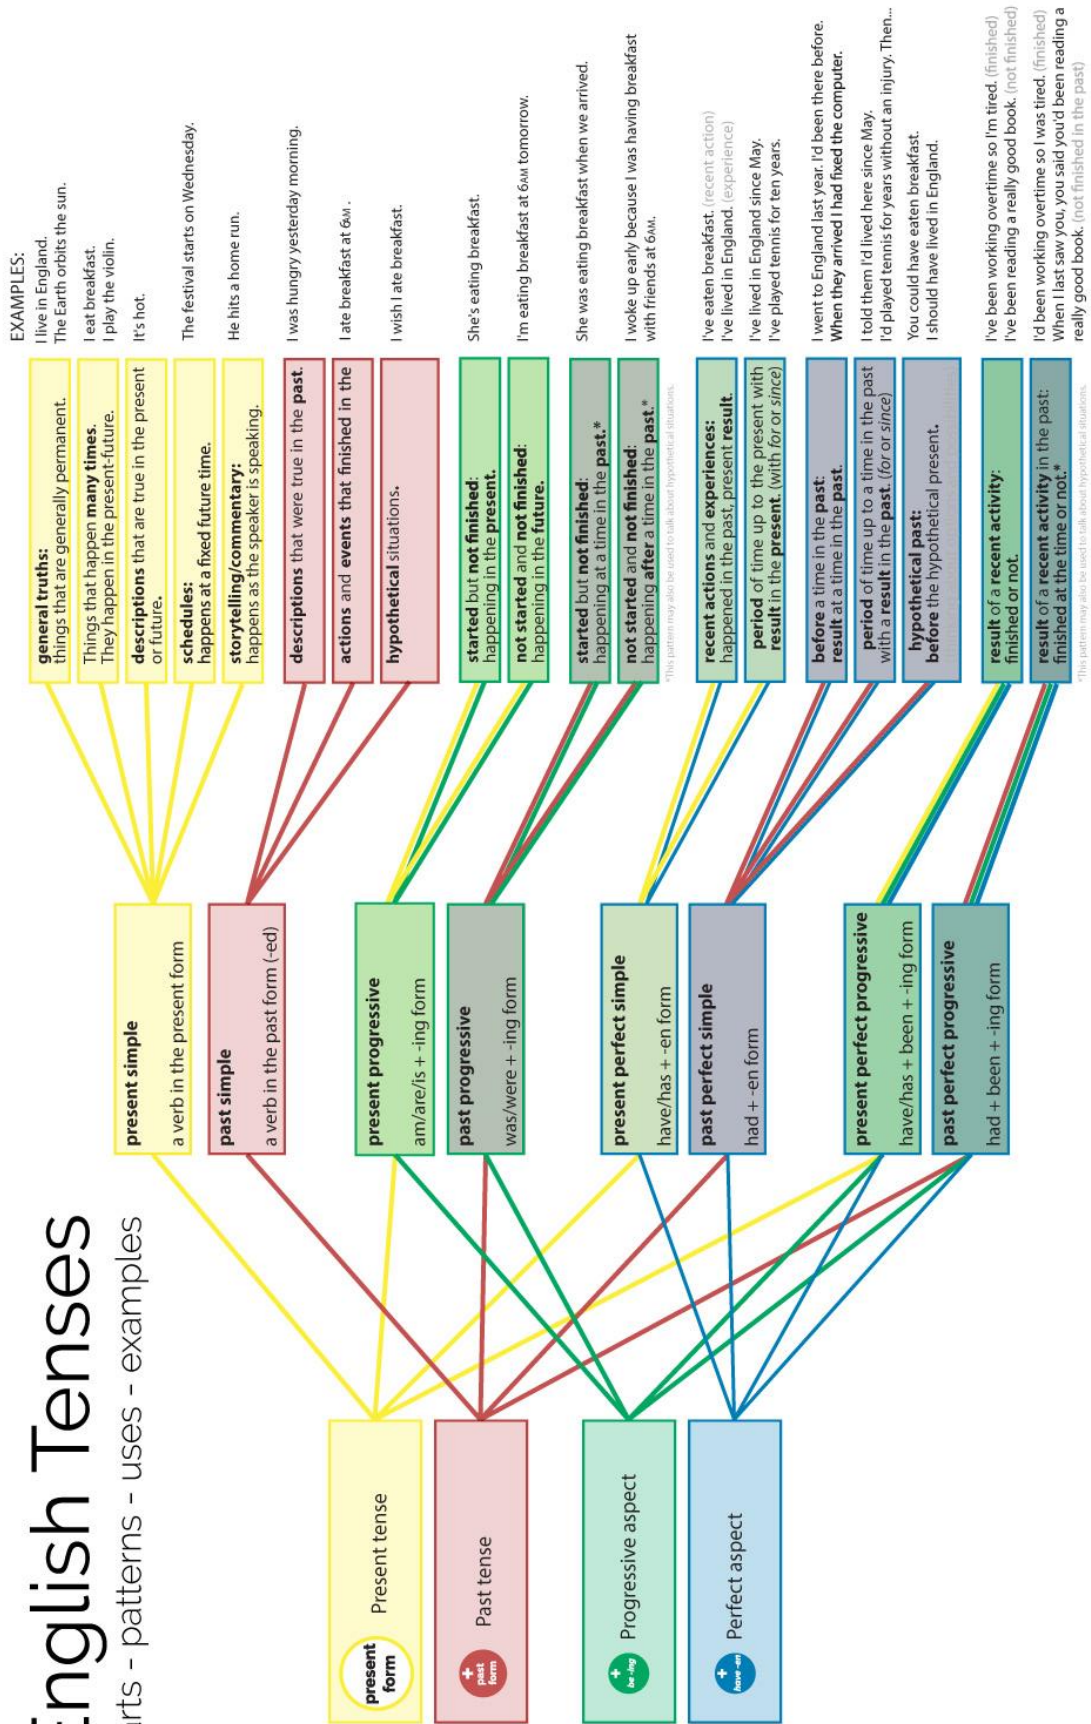 English Tenses
arts - patterns - uses - examples
present
form
Present tense
+
past
form
Past tense
+
be -ing
Progressive aspect
+
have -en
Perfect aspect
present simple
a verb in the present form
past simple
a verb in the past form (-ed)
present progressive
am/are/is + -ing form
past progressive
was/were + -ing form
present perfect simple
have/has + -en form
past perfect simple
had + -en form
present perfect progressive
have/has + been + -ing form
past perfect progressive
had + been + -ing form
general truths:
things that are generally permanent.
Things that happen many times.
They happen in the present-future.
descriptions that are true in the present
or future.
schedules:
happens at a fixed future time.
storytelling/commentary:
happens as the speaker is speaking.
descriptions that were true in the past.
actions and events that finished in the
hypothetical situations.
started but not finished:
happening in the present.
not started and not finished:
happening in the future.
started but not finished:
happening at a time in the past.*
not started and not finished:
happening after a time in the past.*
*This pattern may also be used to talk about hypothetical situations.
recent actions and experiences:
happened in the past, present result.
period of time up to the present with
result in the present. (with for or since)
before a time in the past:
result at a time in the past.
period of time up to a time in the past
with a result in the past. (for or since)
hypothetical past:
before the hypothetical present.
result of a recent activity:
finished or not.
result of a recent activity in the past:
finished at the time or not.*
*This pattern may also be used to talk about hypothetical situations.
EXAMPLES:
I live in England.
The Earth orbits the sun.
I eat breakfast.
I play the violin.
It's hot.
The festival starts on Wednesday.
He hits a home run.
I was hungry yesterday morning.
I ate breakfast at 6AM .
I wish I ate breakfast.
She's eating breakfast.
I'm eating breakfast at 6AM tomorrow.
She was eating breakfast when we arrived.
I woke up early because I was having breakfast
with friends at 6AM.
I've eaten breakfast. (recent action)
I've lived in England. (experience)
I've lived in England since May.
I've played tennis for ten years.
I went to England last year. I'd been there before.
When they arrived I had fixed the computer.
I told them I'd lived here since May.
I'd played tennis for years without an injury. Then...
You could have eaten breakfast.
I should have lived in England.
I've been working overtime so I'm tired. (finished)
I've been reading a really good book. (not finished)
I'd been working overtime so I was tired. (finished)
When I last saw you, you said you'd been reading a
really good book. (not finished in the past)